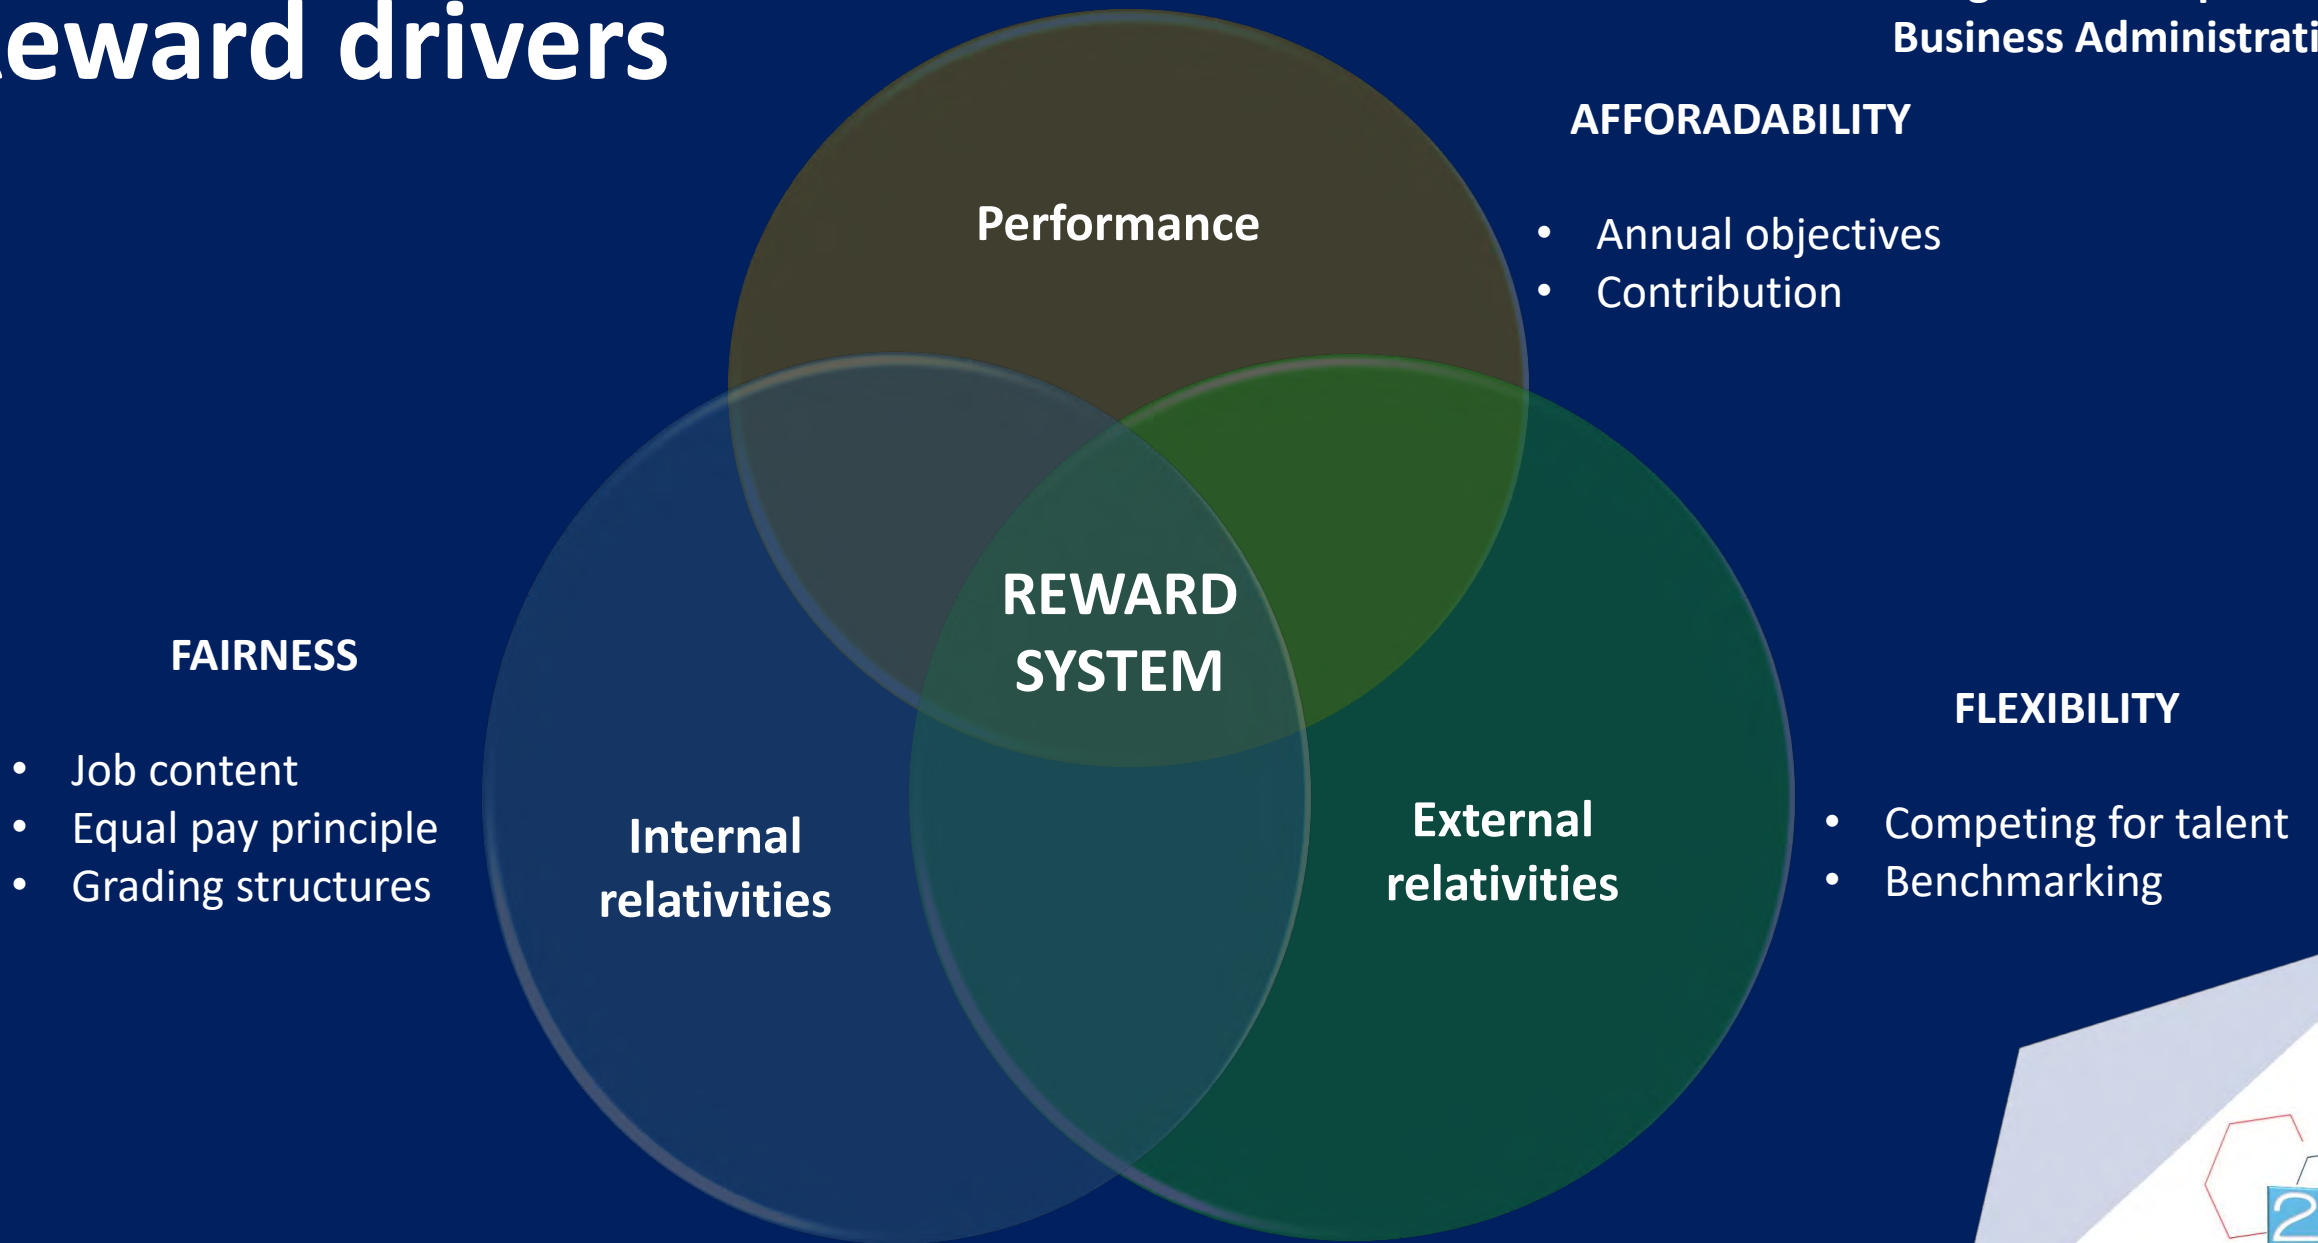 eward drivers
Business Administrati
AFFORADABILITY
Performance
• Annual objectives
• Contribution
REWARD
SYSTEM
FAIRNESS
• Job content
• Equal pay principle
• Grading structures
Internal
relativities
External
relativities
FLEXIBILITY
• Competing for talent
• Benchmarking
2